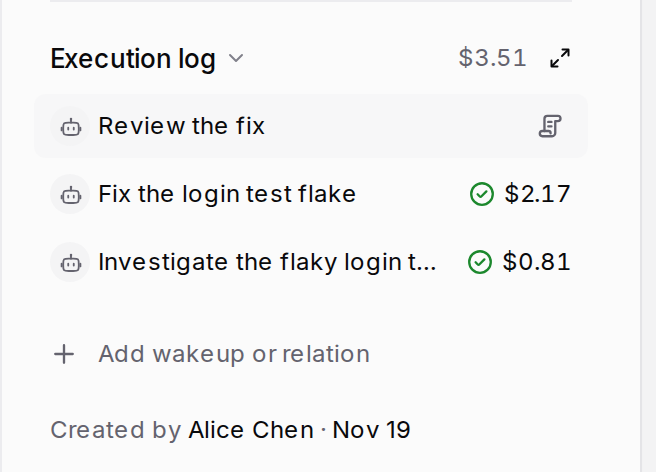 Execution log
$3.51
Review the fix
Fix the login test flake
$2.17
Investigate the flaky login t...
$0.81
Add wakeup or relation
Created by Alice Chen · Nov 19